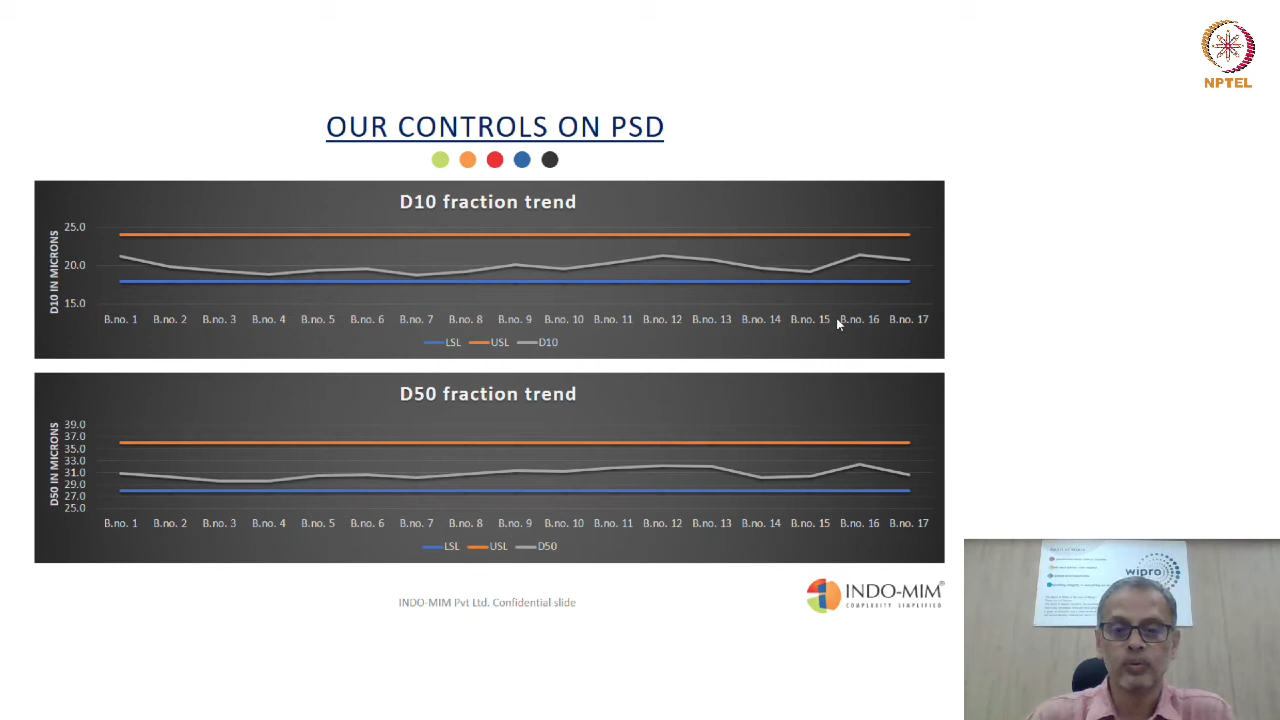 NPTEL
OUR CONTROLS ON PSD
D10 fraction trend
D10 IN MICRONS
25.0
20.0
15.0
B.no. 1 B.no. 2 B.no. 3 B.no. 4 B.no. 5 B.no. 6 B.no. 7 B.no. 8 B.no. 9 B.no. 10 B.no. 11 B.no. 12 B.no. 13 B.no. 14 B.no. 15 B.no. 16 B.no. 17
LSL USL D10
D50 fraction trend
D50 IN MICRONS
39.0
37.0
35.0
33.0
31.0
29.0
27.0
25.0
B.no. 1 B.no. 2 B.no. 3 B.no. 4 B.no. 5 B.no. 6 B.no. 7 B.no. 8 B.no. 9 B.no. 10 B.no. 11 B.no. 12 B.no. 13 B.no. 14 B.no. 15 B.no. 16 B.no. 17
LSL USL D50
INDO-MIM Pvt Ltd. Confidential slide
INDO-MIM®
COMPLEXITY SIMPLIFIED
wipro